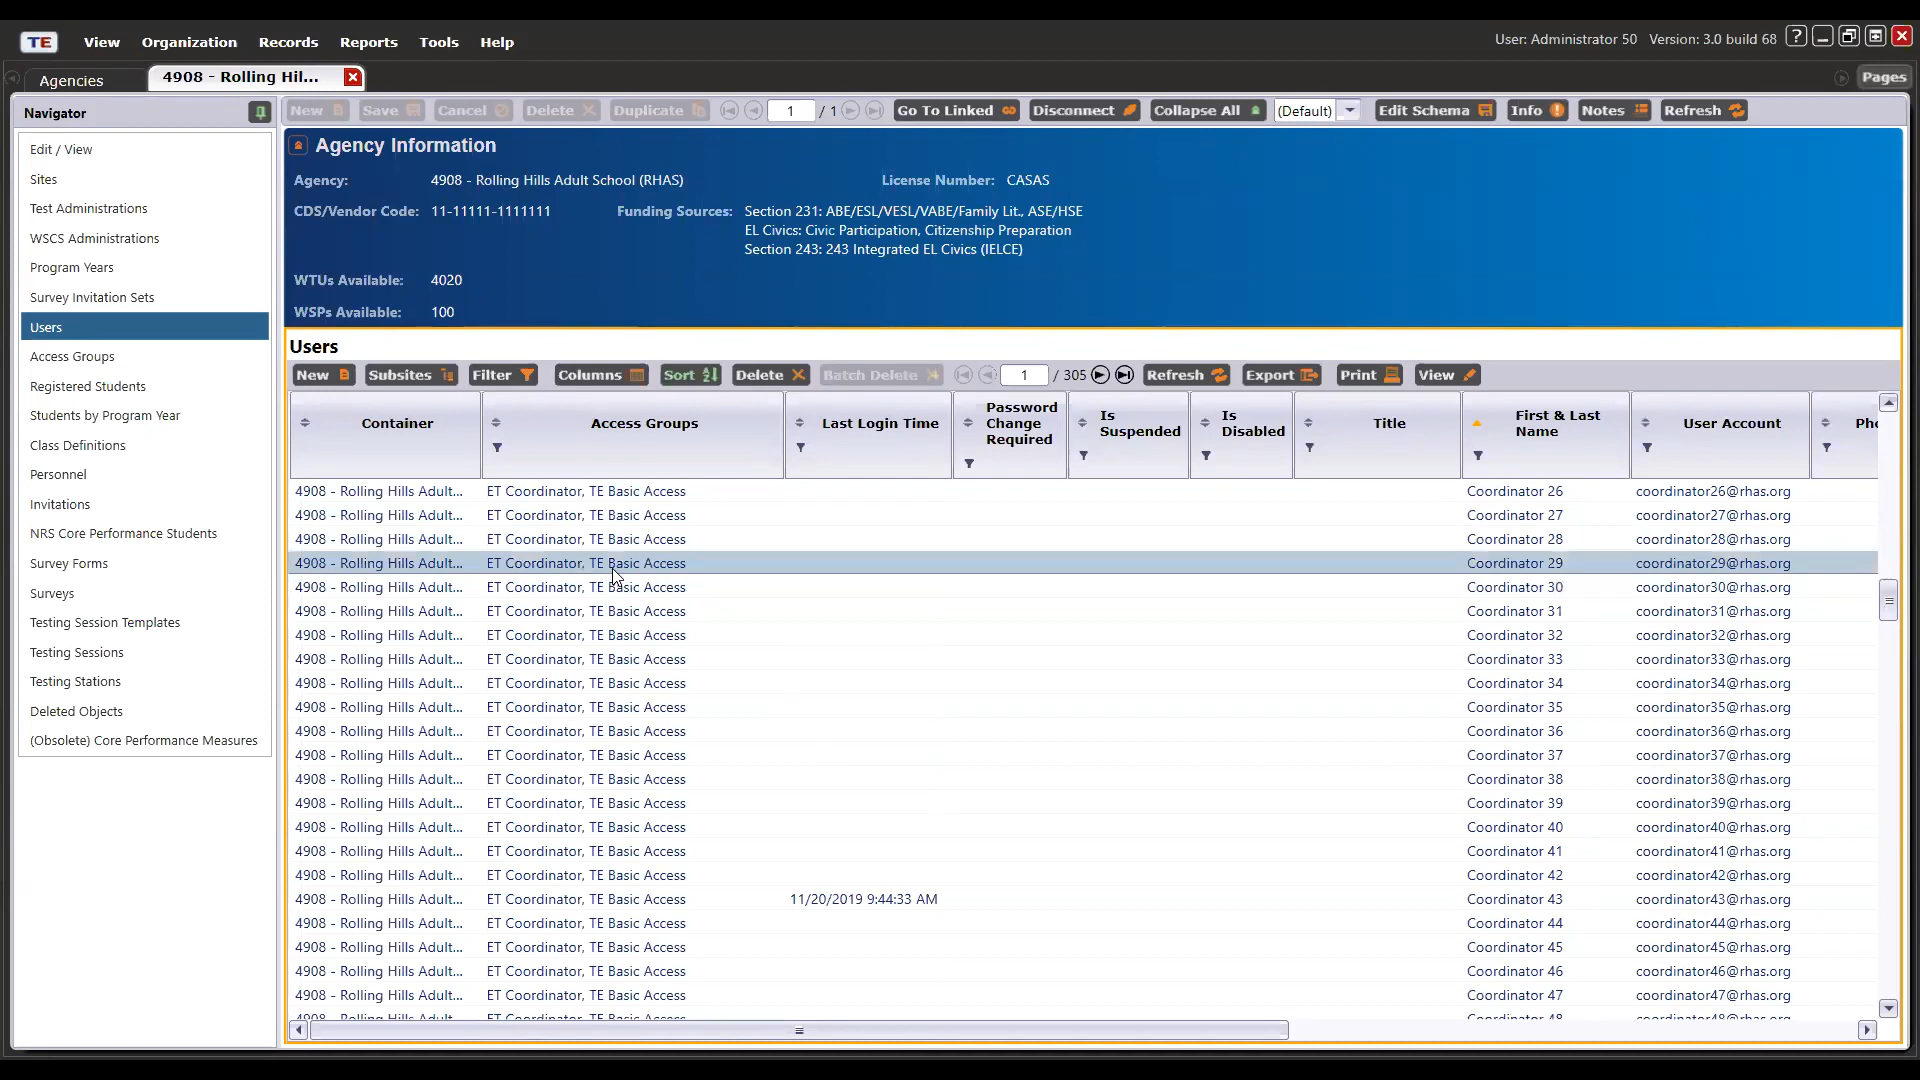 TE View Organization Records Reports Tools Help User: Administrator 50 Version: 3.0 build 68 ?
Agencies 4908 - Rolling Hil... Pages
Navigator
Edit / View
Sites
Test Administrations
WSCS Administrations
Program Years
Survey Invitation Sets
Users
Access Groups
Registered Students
Students by Program Year
Class Definitions
Personnel
Invitations
NRS Core Performance Students
Survey Forms
Surveys
Testing Session Templates
Testing Sessions
Testing Stations
Deleted Objects
(Obsolete) Core Performance Measures
New Save Cancel Delete Duplicate 1 / 1 Go To Linked Disconnect Collapse All (Default) Edit Schema Info Notes Refresh
Agency Information
Agency: 4908 - Rolling Hills Adult School (RHAS) License Number: CASAS
CDS/Vendor Code: 11-11111-1111111 Funding Sources: Section 231: ABE/ESL/VESL/VABE/Family Lit., ASE/HSE
EL Civics: Civic Participation, Citizenship Preparation
Section 243: 243 Integrated EL Civics (IELCE)
WTUs Available: 4020
WSPs Available: 100
Users
New Subsites Filter Columns Sort Delete Batch Delete 1 / 305 Refresh Export Print View
Container Access Groups Last Login Time Password Change Required Is Suspended Is Disabled Title First & Last Name User Account Pho
4908 - Rolling Hills Adult... ET Coordinator, TE Basic Access Coordinator 26 coordinator26@rhas.org
4908 - Rolling Hills Adult... ET Coordinator, TE Basic Access Coordinator 27 coordinator27@rhas.org
4908 - Rolling Hills Adult... ET Coordinator, TE Basic Access Coordinator 28 coordinator28@rhas.org
4908 - Rolling Hills Adult... ET Coordinator, TE Basic Access Coordinator 29 coordinator29@rhas.org
4908 - Rolling Hills Adult... ET Coordinator, TE Basic Access Coordinator 30 coordinator30@rhas.org
4908 - Rolling Hills Adult... ET Coordinator, TE Basic Access Coordinator 31 coordinator31@rhas.org
4908 - Rolling Hills Adult... ET Coordinator, TE Basic Access Coordinator 32 coordinator32@rhas.org
4908 - Rolling Hills Adult... ET Coordinator, TE Basic Access Coordinator 33 coordinator33@rhas.org
4908 - Rolling Hills Adult... ET Coordinator, TE Basic Access Coordinator 34 coordinator34@rhas.org
4908 - Rolling Hills Adult... ET Coordinator, TE Basic Access Coordinator 35 coordinator35@rhas.org
4908 - Rolling Hills Adult... ET Coordinator, TE Basic Access Coordinator 36 coordinator36@rhas.org
4908 - Rolling Hills Adult... ET Coordinator, TE Basic Access Coordinator 37 coordinator37@rhas.org
4908 - Rolling Hills Adult... ET Coordinator, TE Basic Access Coordinator 38 coordinator38@rhas.org
4908 - Rolling Hills Adult... ET Coordinator, TE Basic Access Coordinator 39 coordinator39@rhas.org
4908 - Rolling Hills Adult... ET Coordinator, TE Basic Access Coordinator 40 coordinator40@rhas.org
4908 - Rolling Hills Adult... ET Coordinator, TE Basic Access Coordinator 41 coordinator41@rhas.org
4908 - Rolling Hills Adult... ET Coordinator, TE Basic Access Coordinator 42 coordinator42@rhas.org
4908 - Rolling Hills Adult... ET Coordinator, TE Basic Access 11/20/2019 9:44:33 AM Coordinator 43 coordinator43@rhas.org
4908 - Rolling Hills Adult... ET Coordinator, TE Basic Access Coordinator 44 coordinator44@rhas.org
4908 - Rolling Hills Adult... ET Coordinator, TE Basic Access Coordinator 45 coordinator45@rhas.org
4908 - Rolling Hills Adult... ET Coordinator, TE Basic Access Coordinator 46 coordinator46@rhas.org
4908 - Rolling Hills Adult... ET Coordinator, TE Basic Access Coordinator 47 coordinator47@rhas.org
4908 - Rolling Hills Adult... ET Coordinator, TE Basic Access Coordinator 48 coordinator48@rhas.org